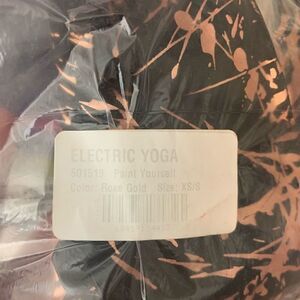 ELECTRIC YOGA
501519 Paint Yourself
Color: Rose Gold Size: XS/S